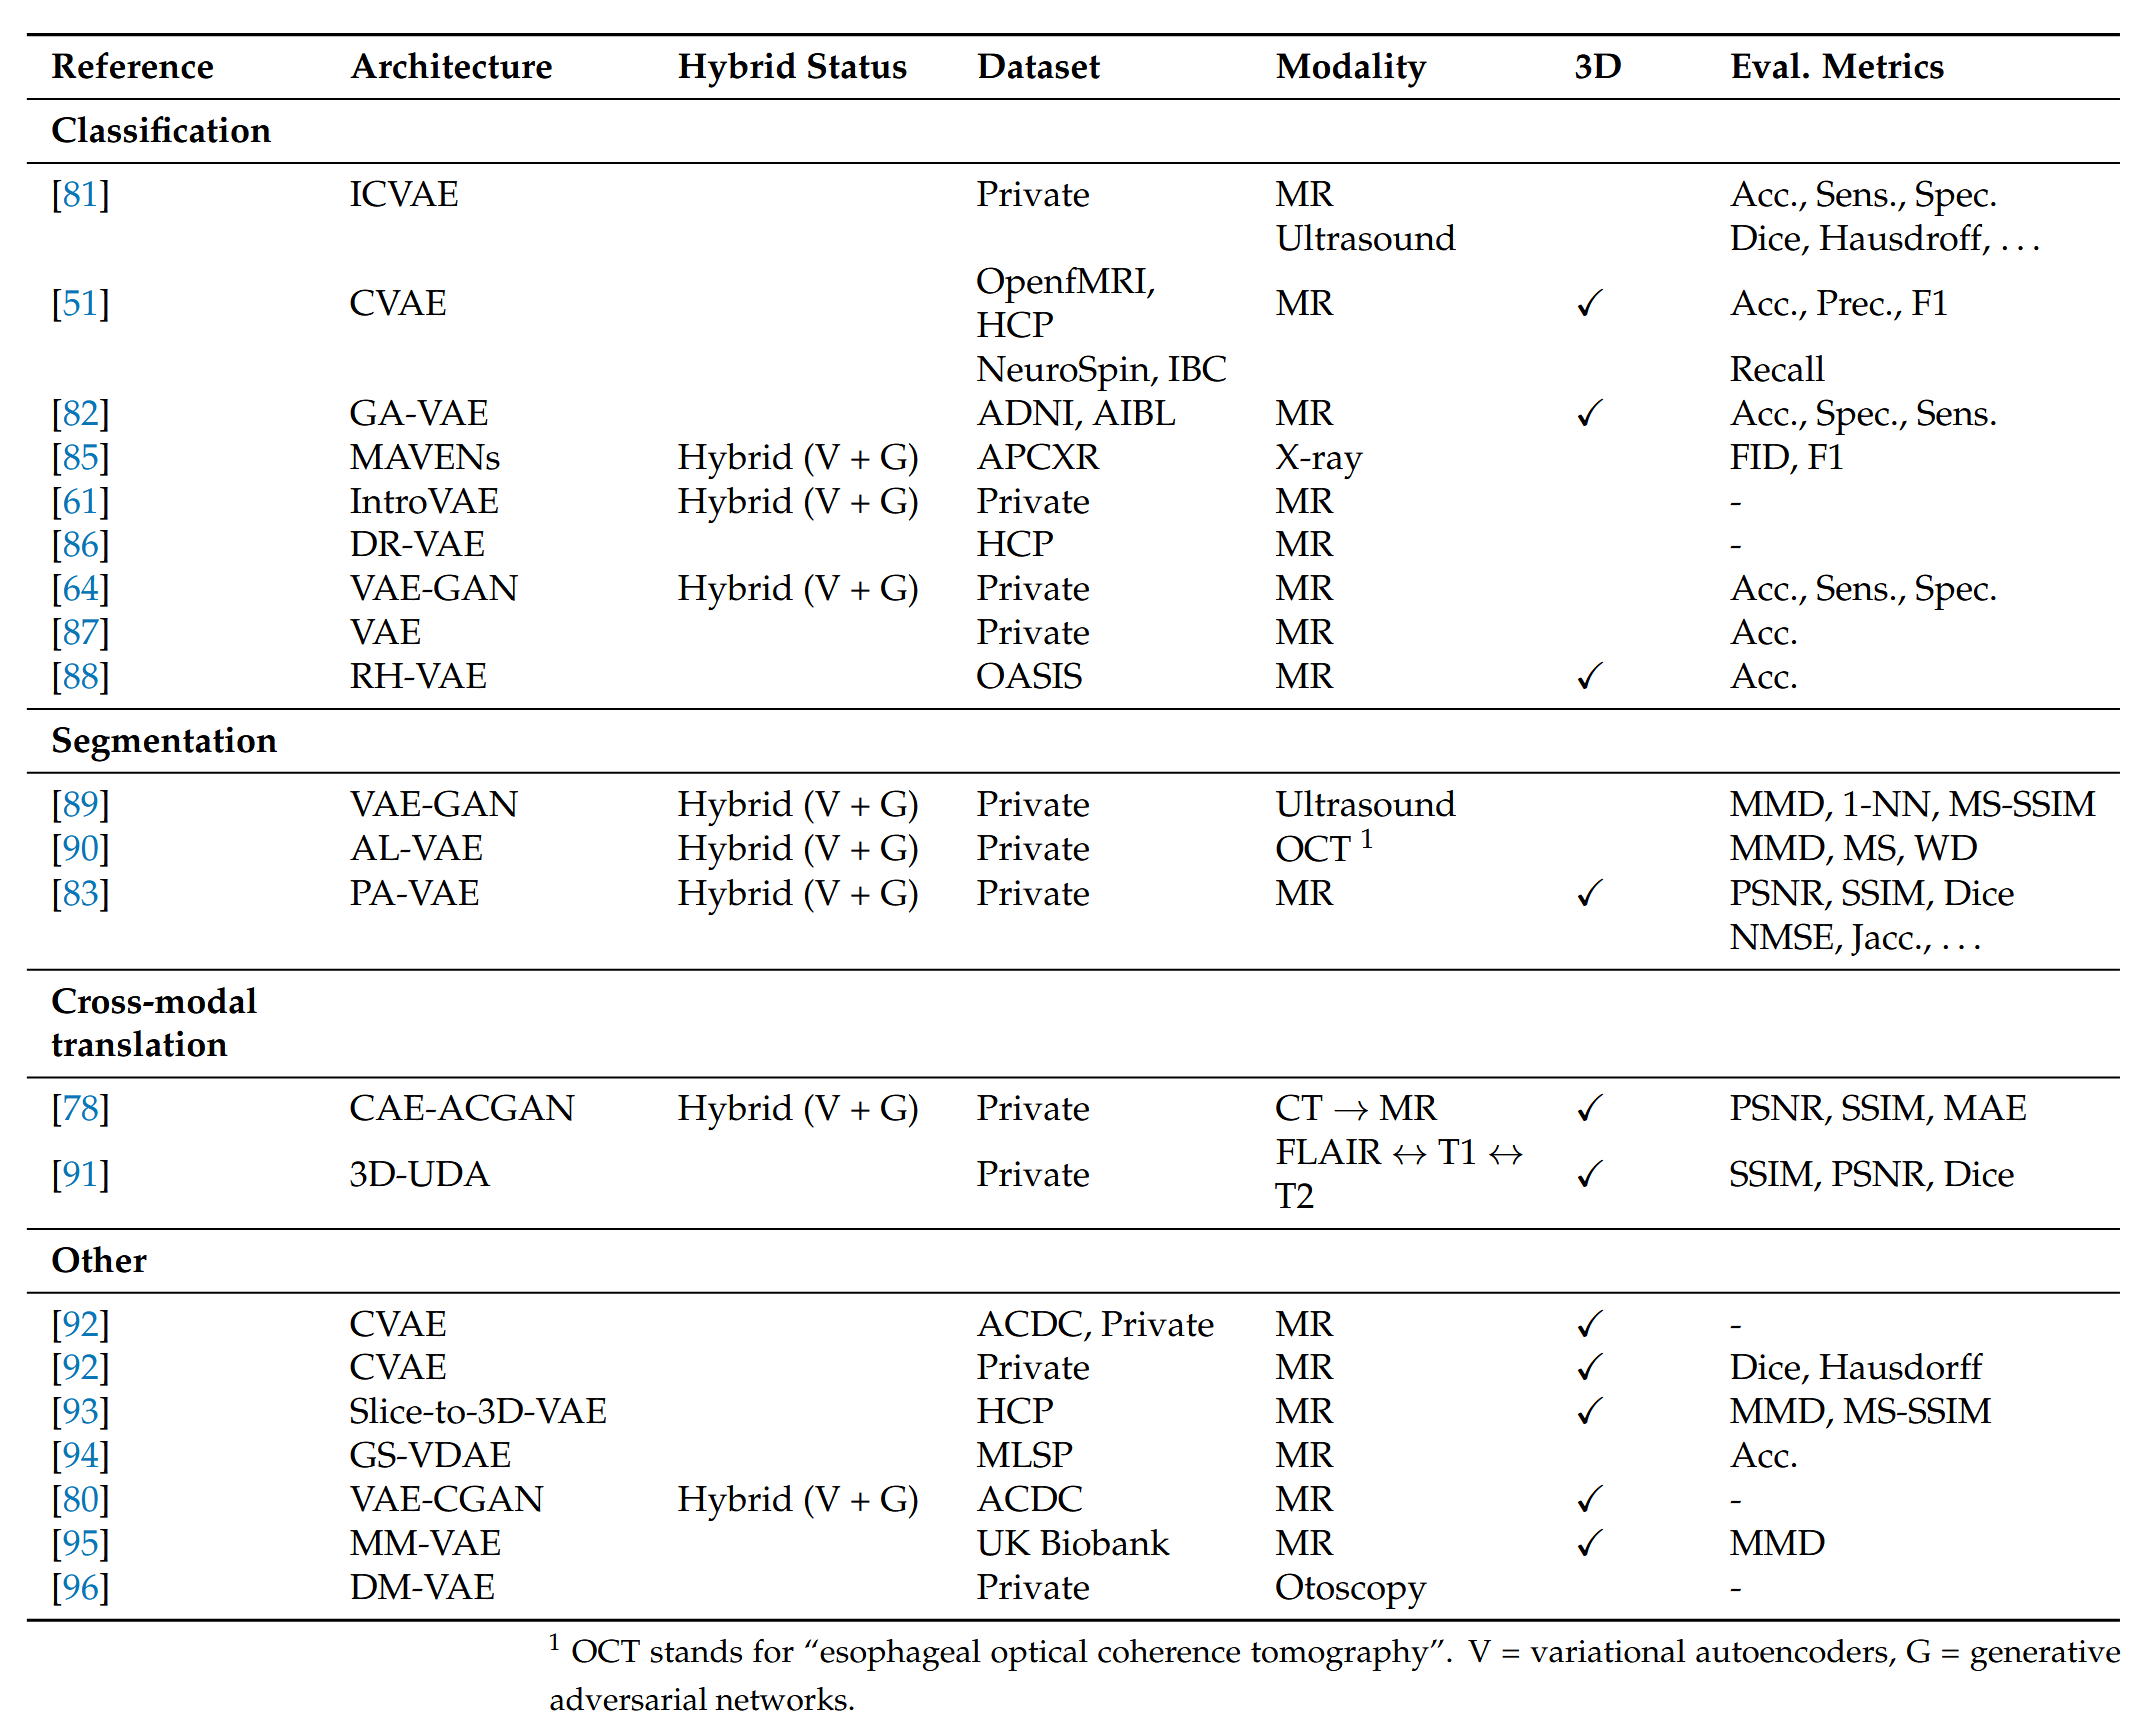 Reference Architecture Hybrid Status Dataset Modality 3D Eval. Metrics
Classification
[81] ICVAE Private MR Acc., Sens., Spec.
Ultrasound Dice, Hausdroff, . . .
OpenfMRI,
[51] CVAE MR ✓ Acc., Prec., F1
HCP
NeuroSpin, IBC Recall
[82] GA-VAE ADNI, AIBL MR ✓ Acc., Spec., Sens.
[85] MAVENs Hybrid (V + G) APCXR X-ray FID, F1
[61] IntroVAE Hybrid (V + G) Private MR -
[86] DR-VAE HCP MR -
[64] VAE-GAN Hybrid (V + G) Private MR Acc., Sens., Spec.
[87] VAE Private MR Acc.
[88] RH-VAE OASIS MR ✓ Acc.
Segmentation
[89] VAE-GAN Hybrid (V + G) Private Ultrasound MMD, 1-NN, MS-SSIM
[90] AL-VAE Hybrid (V + G) Private OCT 1 MMD, MS, WD
[83] PA-VAE Hybrid (V + G) Private MR ✓ PSNR, SSIM, Dice
NMSE, Jacc., . . .
Cross-modal
translation
[78] CAE-ACGAN Hybrid (V + G) Private CT → MR ✓ PSNR, SSIM, MAE
FLAIR ↔ T1 ↔
[91] 3D-UDA Private ✓ SSIM, PSNR, Dice
T2
Other
[92] CVAE ACDC, Private MR ✓ -
[92] CVAE Private MR ✓ Dice, Hausdorff
[93] Slice-to-3D-VAE HCP MR ✓ MMD, MS-SSIM
[94] GS-VDAE MLSP MR Acc.
[80] VAE-CGAN Hybrid (V + G) ACDC MR ✓ -
[95] MM-VAE UK Biobank MR ✓ MMD
[96] DM-VAE Private Otoscopy -
1 OCT stands for “esophageal optical coherence tomography”. V = variational autoencoders, G = generative
adversarial networks.